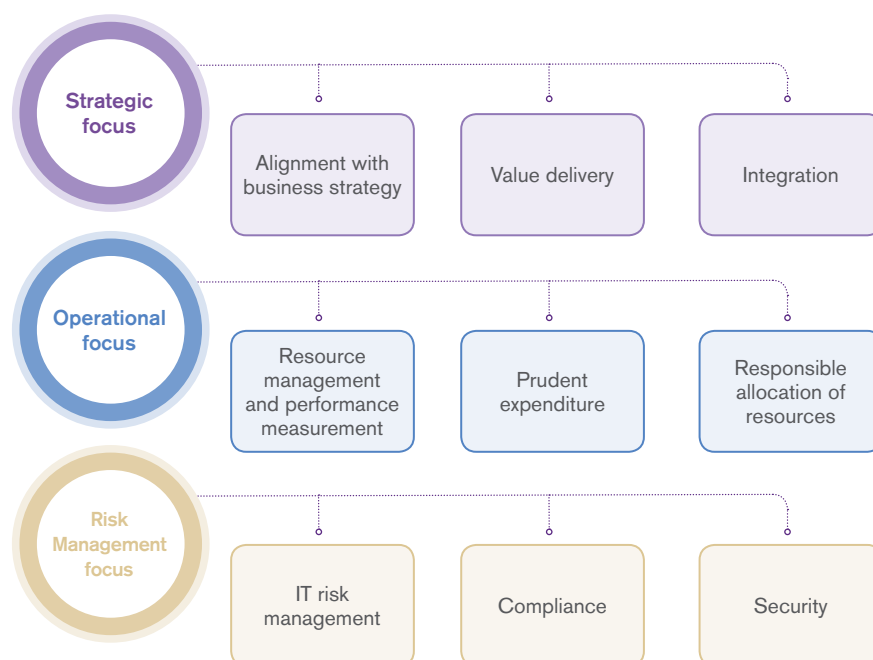 Strategic
focus
Alignment with
business strategy
Value delivery
Integration
Operational
focus
Resource
management
and performance
measurement
Prudent
expenditure
Responsible
allocation of
resources
Risk
Management
focus
IT risk
management
Compliance
Security